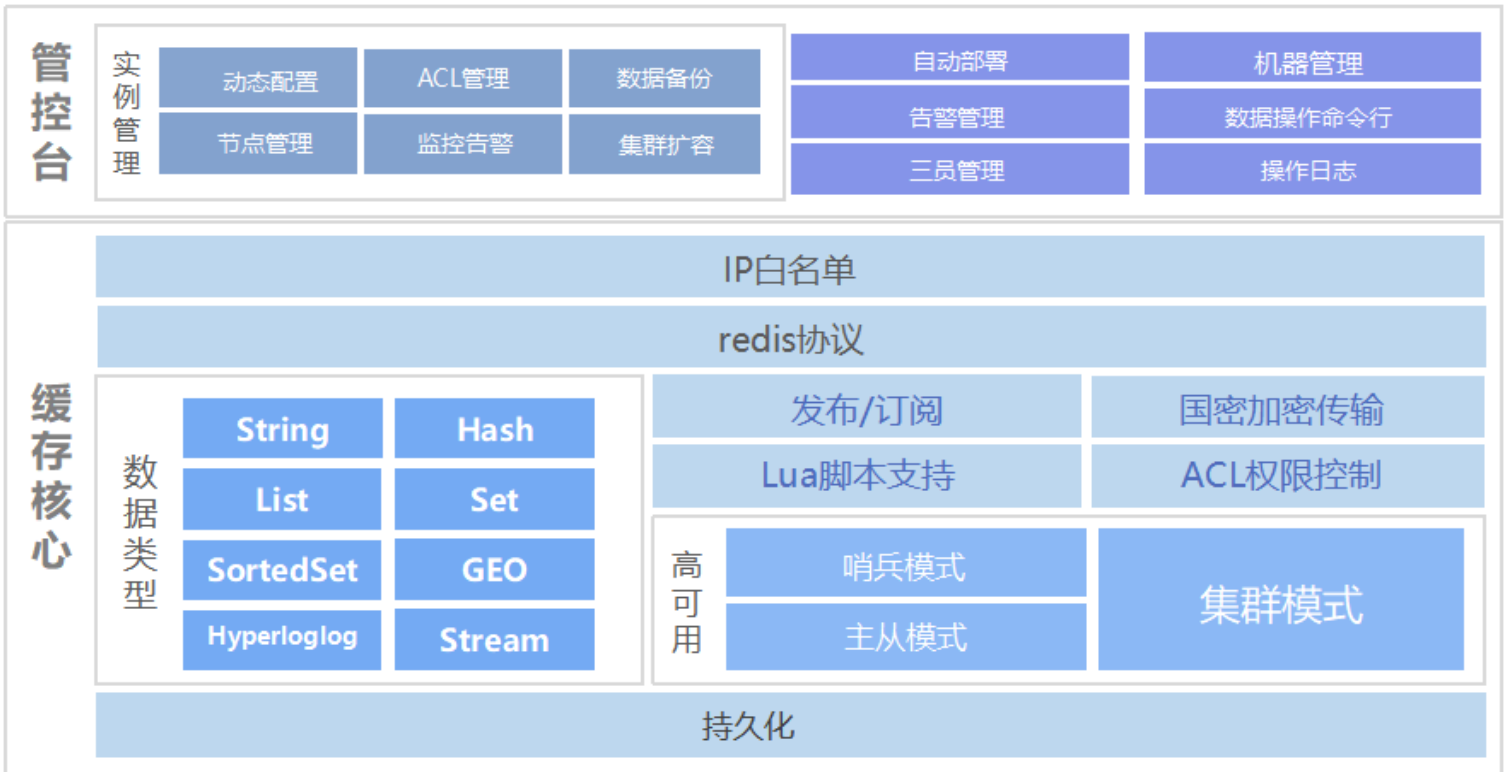 管控台
实例管理
动态配置
ACL管理
数据备份
节点管理
监控告警
集群扩容
自动部署
机器管理
告警管理
数据操作命令行
三员管理
操作日志
缓存核心
IP白名单
redis协议
数据类型
String
Hash
List
Set
SortedSet
GEO
Hyperloglog
Stream
发布/订阅
国密加密传输
Lua脚本支持
ACL权限控制
高可用
哨兵模式
主从模式
集群模式
持久化